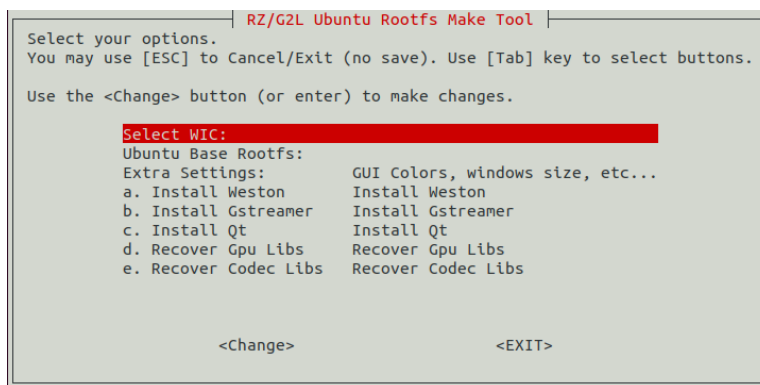 RZ/G2L Ubuntu Rootfs Make Tool
Select your options.
You may use [ESC] to Cancel/Exit (no save). Use [Tab] key to select buttons.
Use the <Change> button (or enter) to make changes.
Select WIC:
Ubuntu Base Rootfs:
Extra Settings: GUI Colors, windows size, etc...
a. Install Weston Install Weston
b. Install Gstreamer Install Gstreamer
c. Install Qt Install Qt
d. Recover Gpu Libs Recover Gpu Libs
e. Recover Codec Libs Recover Codec Libs
<Change> <EXIT>